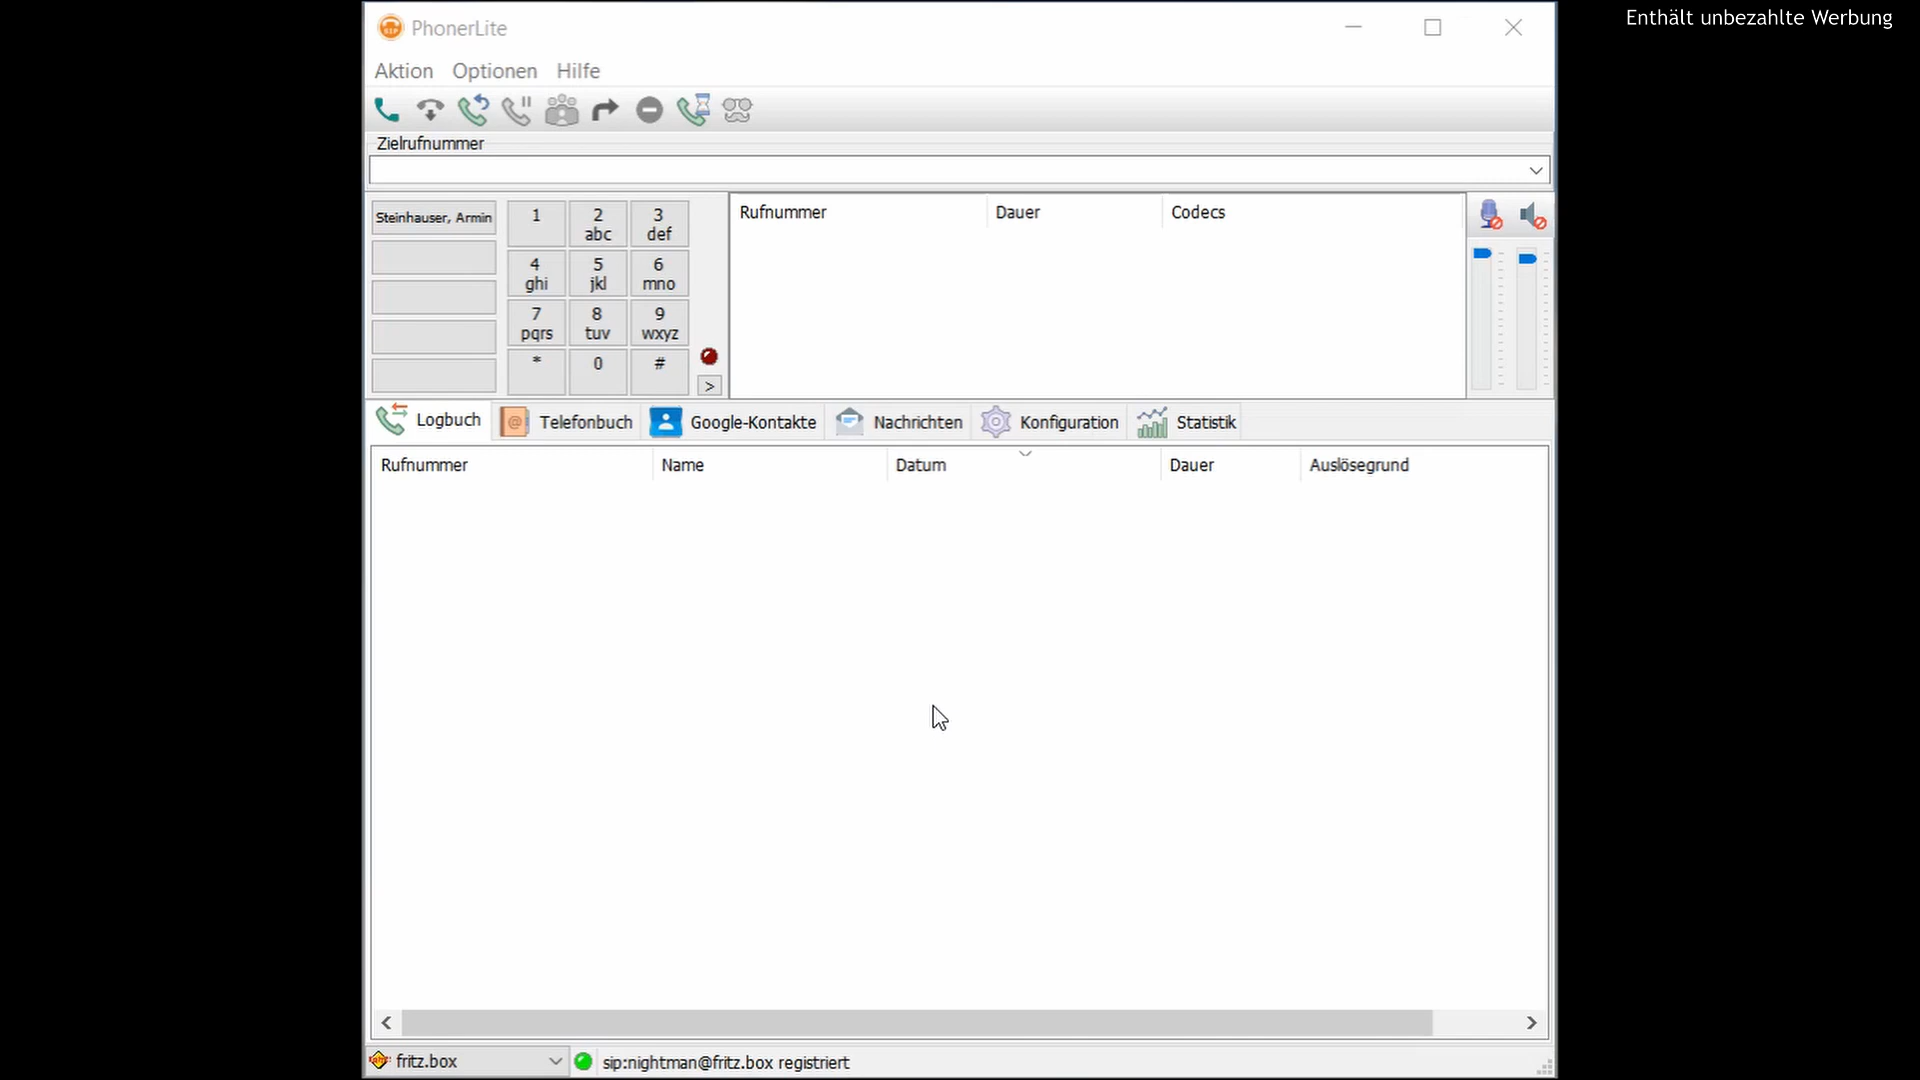 Enthält unbezahlte Werbung
PhonerLite
Aktion Optionen Hilfe
Zielrufnummer
Steinhauser, Armin
1 2 abc 3 def
4 ghi 5 jkl 6 mno
7 pqrs 8 tuv 9 wxyz
* 0 #
>
Rufnummer Dauer Codecs
Logbuch Telefonbuch Google-Kontakte Nachrichten Konfiguration Statistik
Rufnummer Name Datum Dauer Auslösegrund
fritz.box sip:nightman@fritz.box registriert